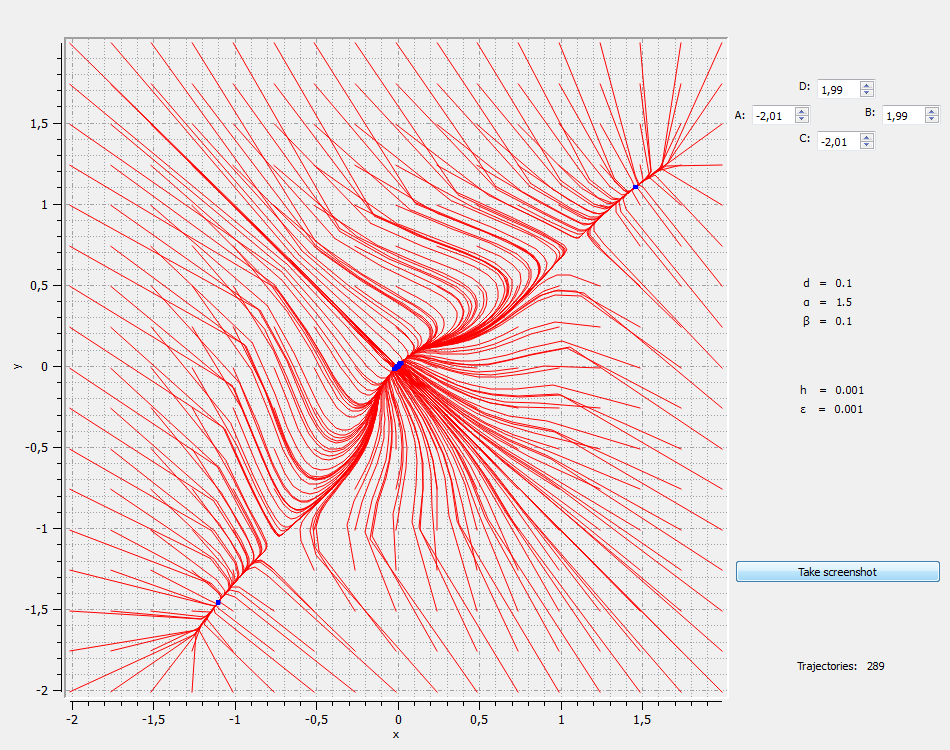 D: 1,99
A: -2,01 B: 1,99
C: -2,01
1,5
1
0,5
d = 0.1
α = 1.5
β = 0.1
y
0
h = 0.001
ε = 0.001
-0,5
-1
Take screenshot
-1,5
Trajectories: 289
-2
-2 -1,5 -1 -0,5 0 0,5 1 1,5
x